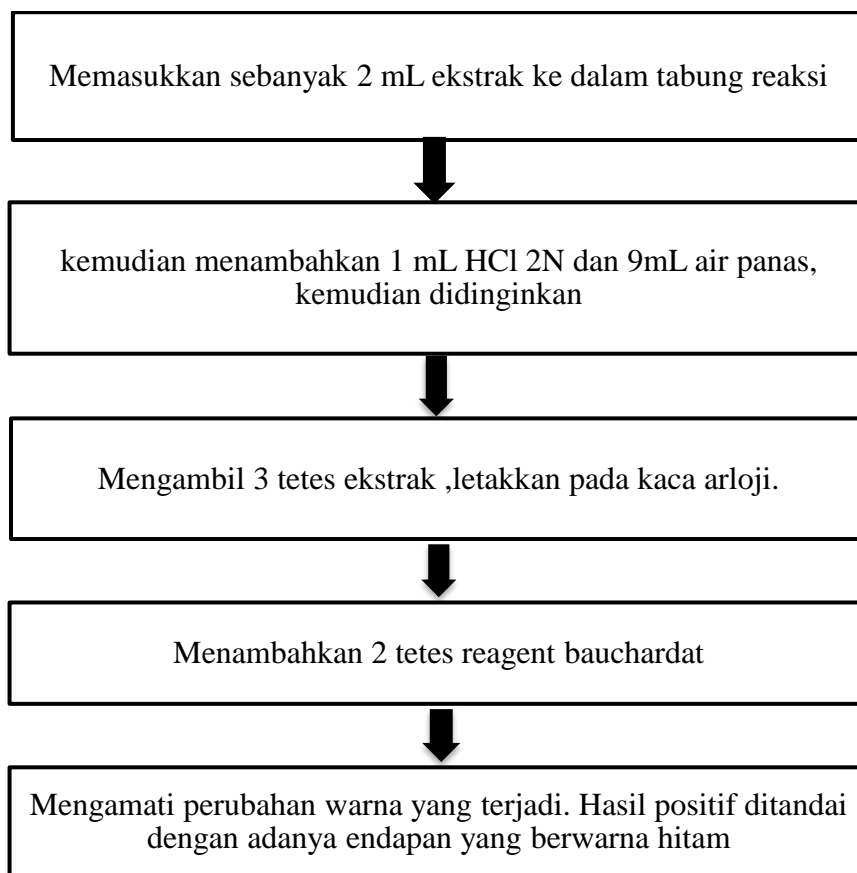 Memasukkan sebanyak 2 mL ekstrak ke dalam tabung reaksi
kemudian menambahkan 1 mL HCl 2N dan 9mL air panas,
kemudian didinginkan
Mengambil 3 tetes ekstrak ,letakkan pada kaca arloji.
Menambahkan 2 tetes reagent bauchardat
Mengamati perubahan warna yang terjadi. Hasil positif ditandai
dengan adanya endapan yang berwarna hitam